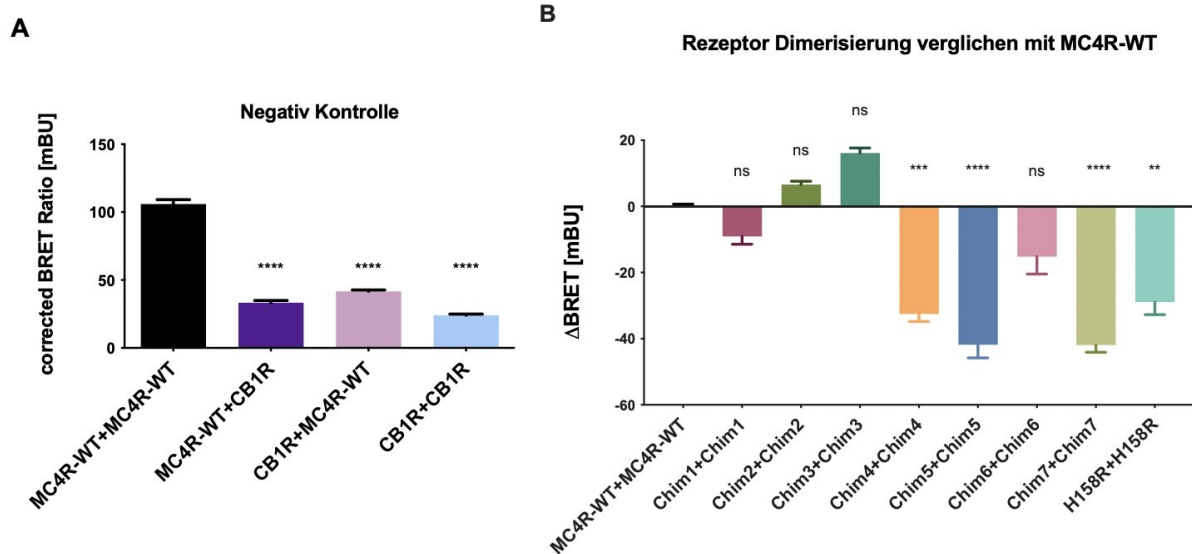 A
Negativ Kontrolle
corrected BRET Ratio [mBU]
150
100
50
0
****
****
****
MC4R-WT+MC4R-WT
MC4R-WT+CB1R
CB1R+MC4R-WT
CB1R+CB1R
B
Rezeptor Dimerisierung verglichen mit MC4R-WT
ΔBRET [mBU]
20
0
-20
-40
-60
ns
ns
ns
***
****
ns
****
**
MC4R-WT+MC4R-WT
Chim1+Chim1
Chim2+Chim2
Chim3+Chim3
Chim4+Chim4
Chim5+Chim5
Chim6+Chim6
Chim7+Chim7
H158R+H158R